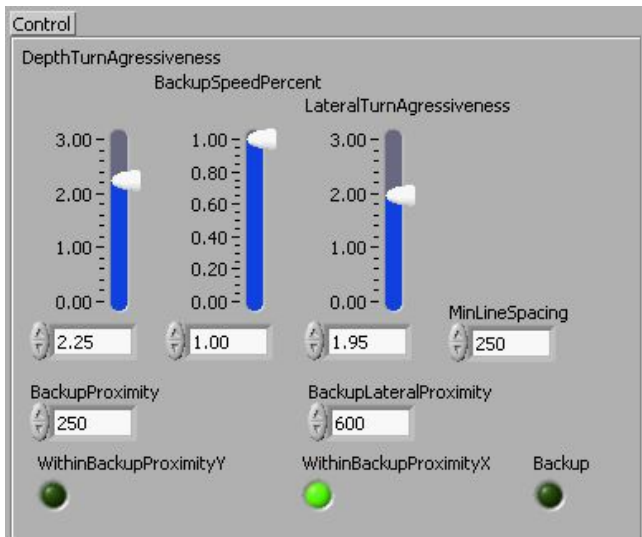 Control
DepthTurnAgressiveness
BackupSpeedPercent
LateralTurnAgressiveness
3.00 1.00 3.00
0.80
2.00 0.60 2.00
0.40
1.00 1.00
0.20
0.00 0.00 0.00
MinLineSpacing
2.25 1.00 1.95 250
BackupProximity BackupLateralProximity
250 600
WithinBackupProximityY WithinBackupProximityX Backup